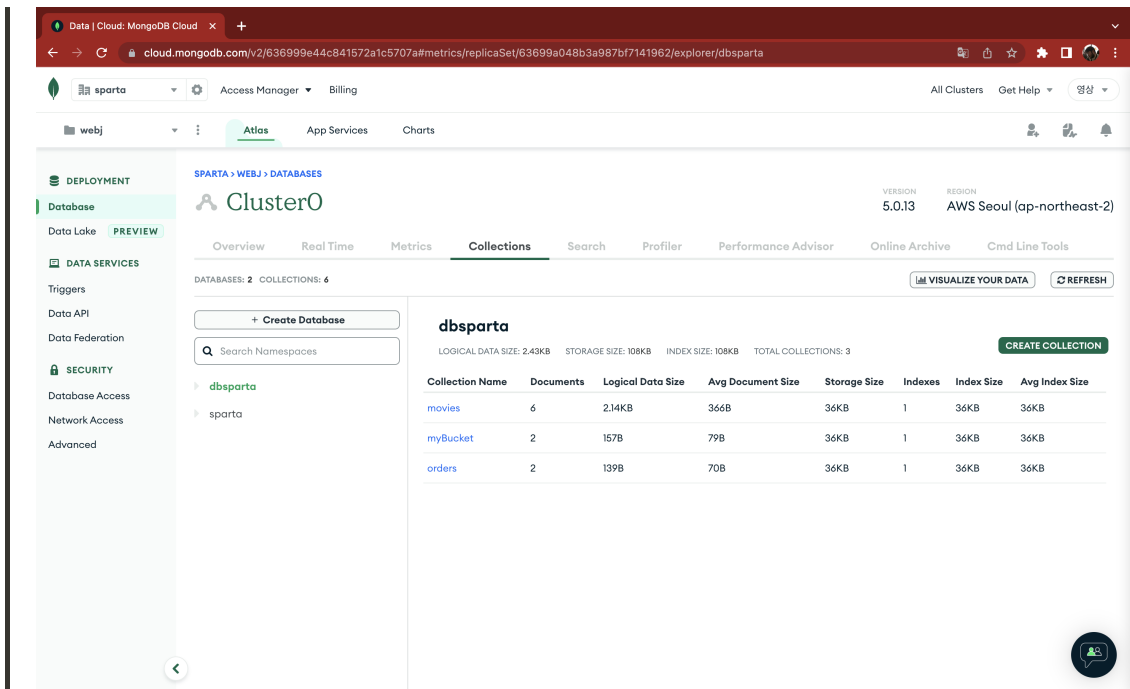 Data | Cloud: MongoDB Cloud
cloud.mongodb.com/v2/636999e44c841572a1c5707a#metrics/replicaSet/63699a048b3a987bf7141962/explorer/dbsparta
sparta Access Manager Billing All Clusters Get Help 영상
webj Atlas App Services Charts
DEPLOYMENT
Database
Data Lake PREVIEW
DATA SERVICES
Triggers
Data API
Data Federation
SECURITY
Database Access
Network Access
Advanced
SPARTA > WEBJ > DATABASES
Cluster0
VERSION
5.0.13
REGION
AWS Seoul (ap-northeast-2)
Overview Real Time Metrics Collections Search Profiler Performance Advisor Online Archive Cmd Line Tools
DATABASES: 2 COLLECTIONS: 6
VISUALIZE YOUR DATA REFRESH
+ Create Database
Search Namespaces
dbsparta
sparta
dbsparta
LOGICAL DATA SIZE: 2.43KB STORAGE SIZE: 108KB INDEX SIZE: 108KB TOTAL COLLECTIONS: 3
CREATE COLLECTION
Collection Name Documents Logical Data Size Avg Document Size Storage Size Indexes Index Size Avg Index Size
movies 6 2.14KB 366B 36KB 1 36KB 36KB
myBucket 2 157B 79B 36KB 1 36KB 36KB
orders 2 139B 70B 36KB 1 36KB 36KB